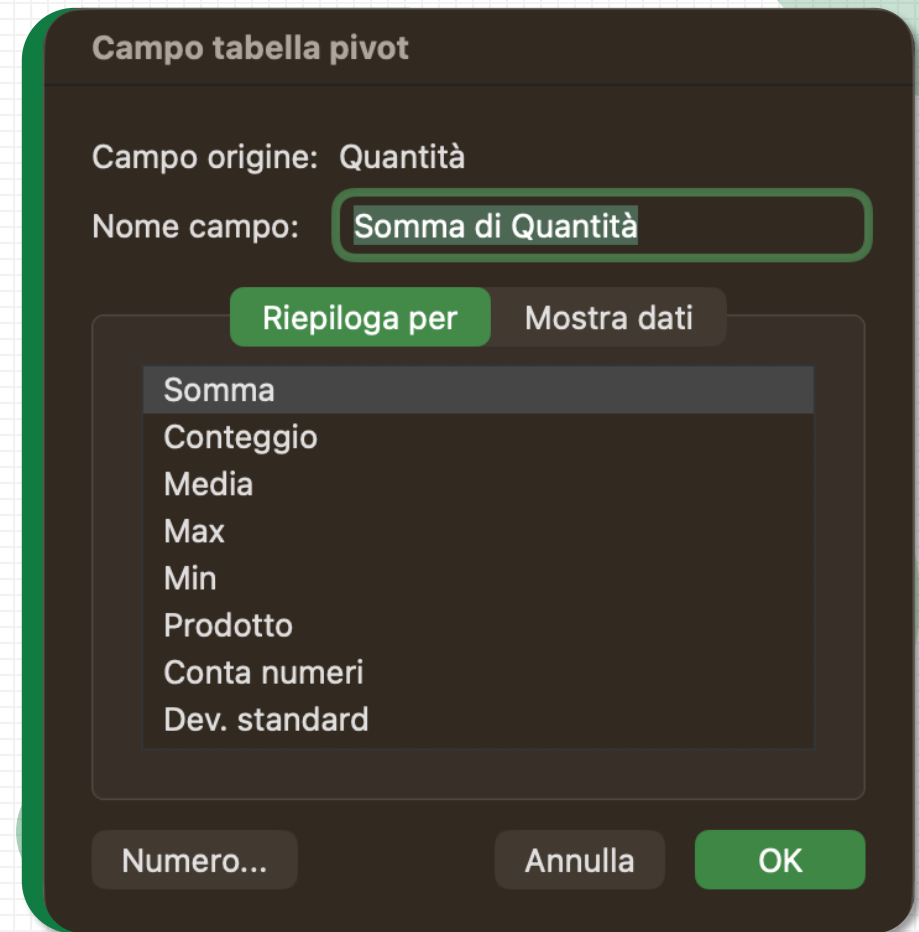 Campo tabella pivot
Campo origine: Quantità
Nome campo: Somma di Quantità
Riepiloga per Mostra dati
Somma
Conteggio
Media
Max
Min
Prodotto
Conta numeri
Dev. standard
Numero... Annulla OK